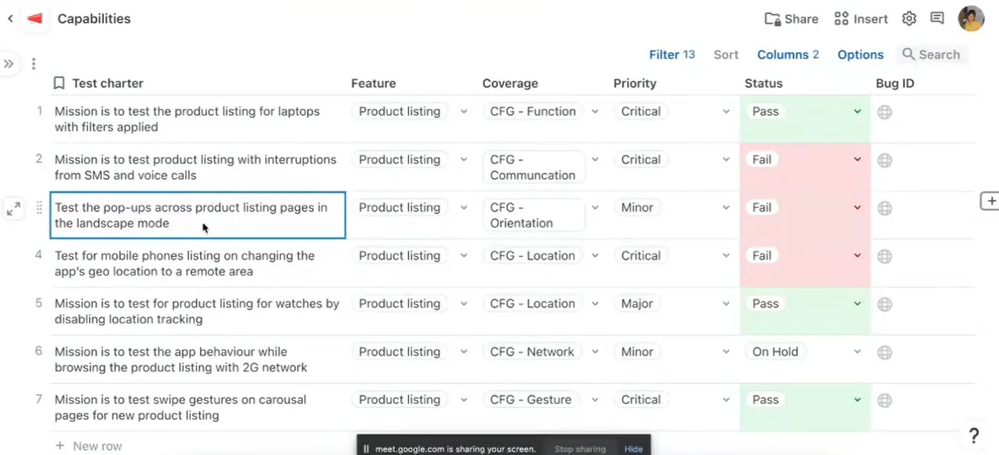 Capabilities
Share
Insert
Filter 13
Sort
Columns 2
Options
Search
Test charter
Feature
Coverage
Priority
Status
Bug ID
1
Mission is to test the product listing for laptops
with filters applied
Product listing
CFG - Function
Critical
Pass
2
Mission is to test product listing with interruptions
from SMS and voice calls
Product listing
CFG -
Communcation
Critical
Fail
Test the pop-ups across product listing pages in
the landscape mode
Product listing
CFG -
Orientation
Minor
Fail
4
Test for mobile phones listing on changing the
app's geo location to a remote area
Product listing
CFG - Location
Critical
Fail
5
Mission is to test for product listing for watches by
disabling location tracking
Product listing
CFG - Location
Major
Pass
6
Mission is to test the app behaviour while
browsing the product listing with 2G network
Product listing
CFG - Network
Minor
On Hold
7
Mission is to test swipe gestures on carousal
pages for new product listing
Product listing
CFG - Gesture
Critical
Pass
+ New row
meet.google.com is sharing your screen.
Stop sharing
Hide
?